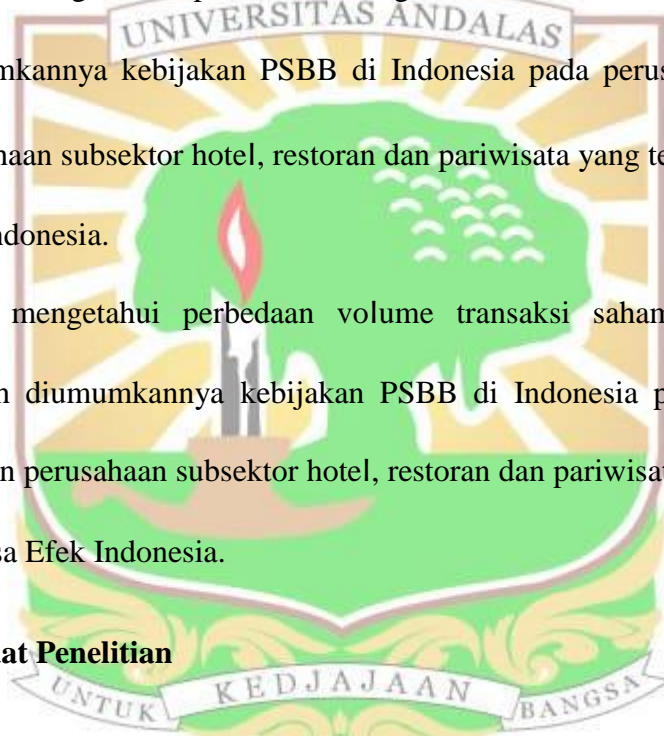 UNIVERSITAS ANDALAS
mkannya kebijakan PSBB di Indonesia pada perus
haan subsektor hotel, restoran dan pariwisata yang te
ndonesia.
mengetahui perbedaan volume transaksi saham
n diumumkannya kebijakan PSBB di Indonesia p
n perusahaan subsektor hotel, restoran dan pariwisat
sa Efek Indonesia.
at Penelitian
UNTUK KEDJAJAAN BANGSA